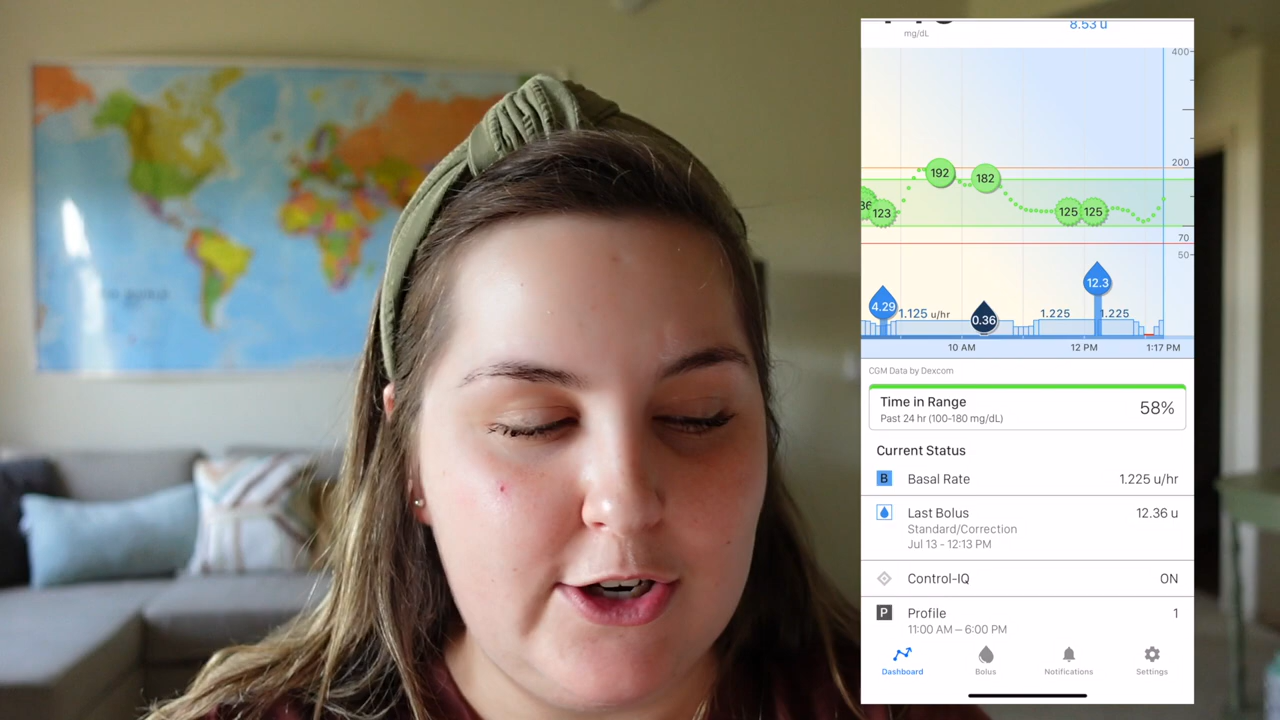 mg/dL
8.53 u
400
200
192
182
36
123
125
125
70
50
12.3
4.29
1.125 u/hr
0.36
1.225
1.225
10 AM
12 PM
1:17 PM
CGM Data by Dexcom
Time in Range
58%
Past 24 hr (100-180 mg/dL)
Current Status
B Basal Rate 1.225 u/hr
Last Bolus 12.36 u
Standard/Correction
Jul 13 - 12:13 PM
Control-IQ ON
P Profile 1
11:00 AM – 6:00 PM
Dashboard Bolus Notifications Settings